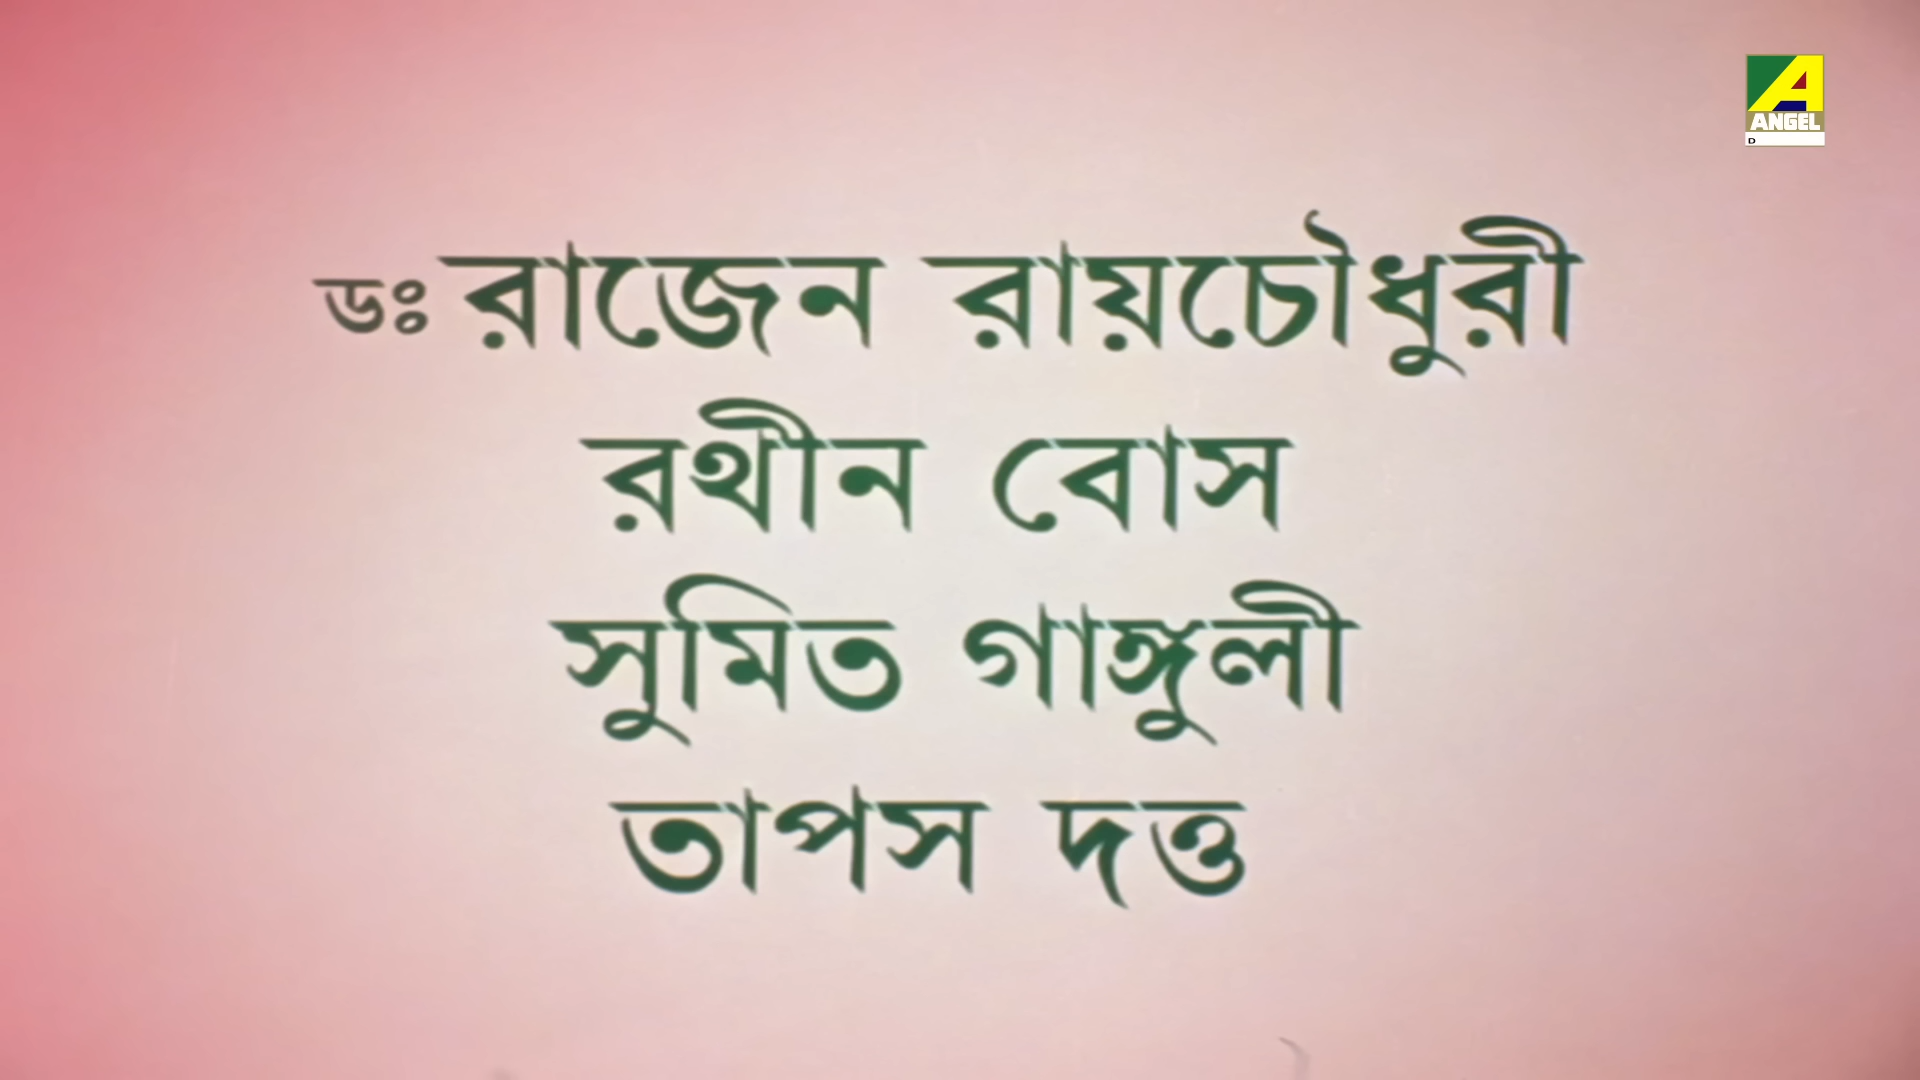 ANGEL
D
ডঃ রাজেন রায়চৌধুরী
রথীন বোস
সুমিত গাঙ্গুলী
তাপস দত্ত